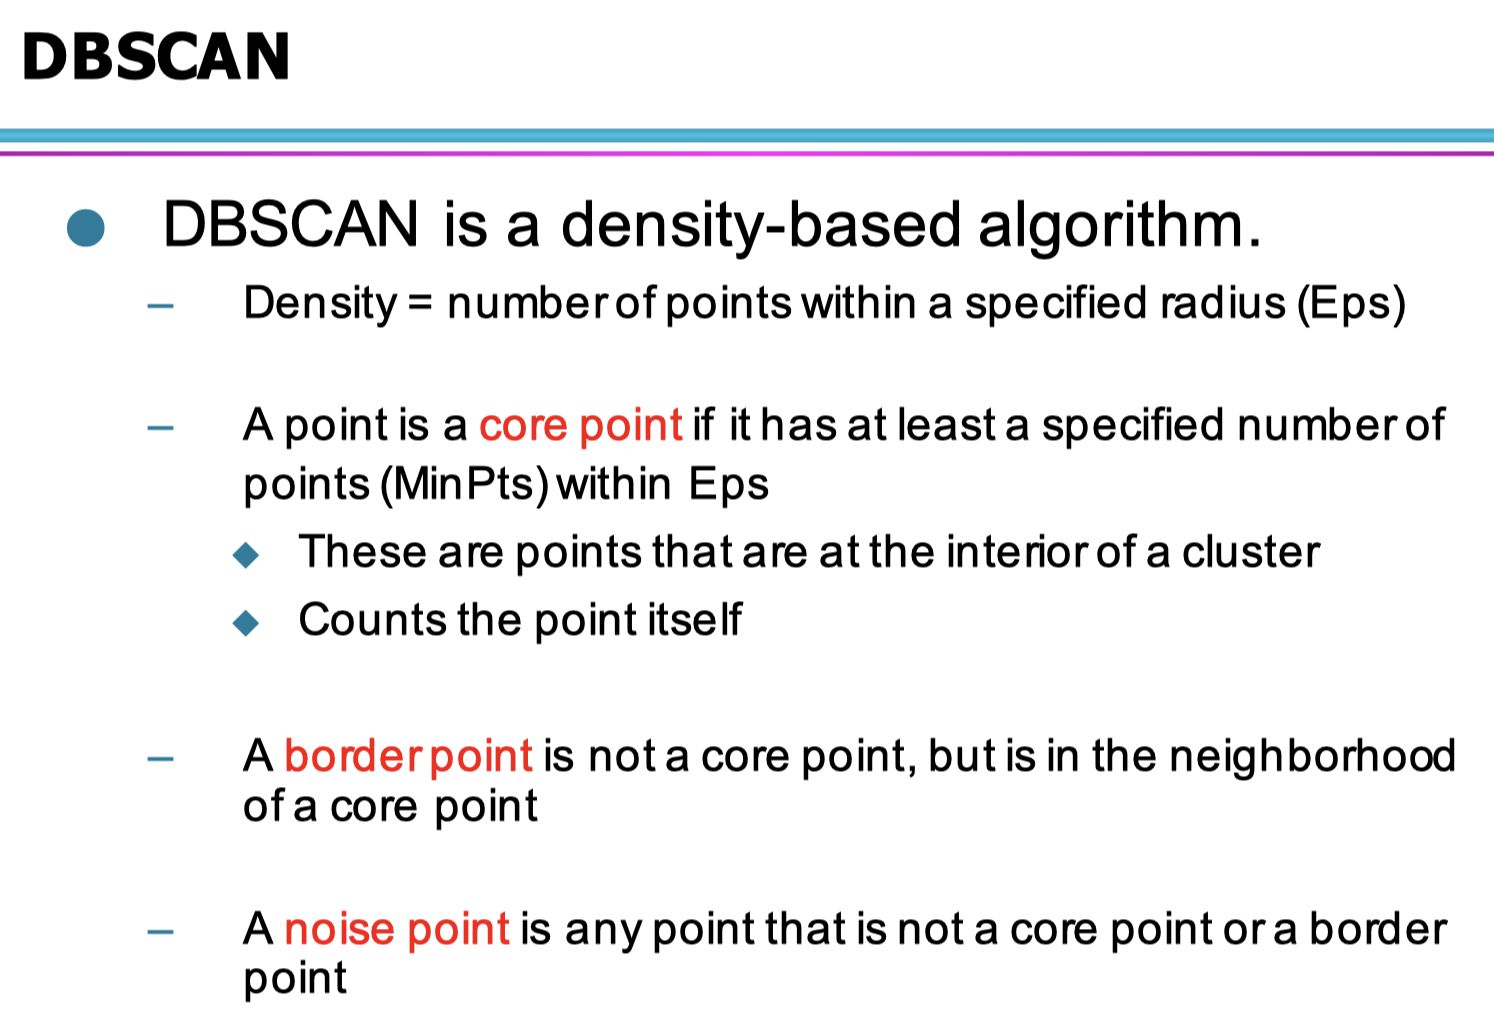 DBSCAN
DBSCAN is a density-based algorithm.
– Density = number of points within a specified radius (Eps)
– A point is a core point if it has at least a specified number of
points (MinPts) within Eps
These are points that are at the interior of a cluster
Counts the point itself
– A border point is not a core point, but is in the neighborhood
of a core point
– A noise point is any point that is not a core point or a border
point